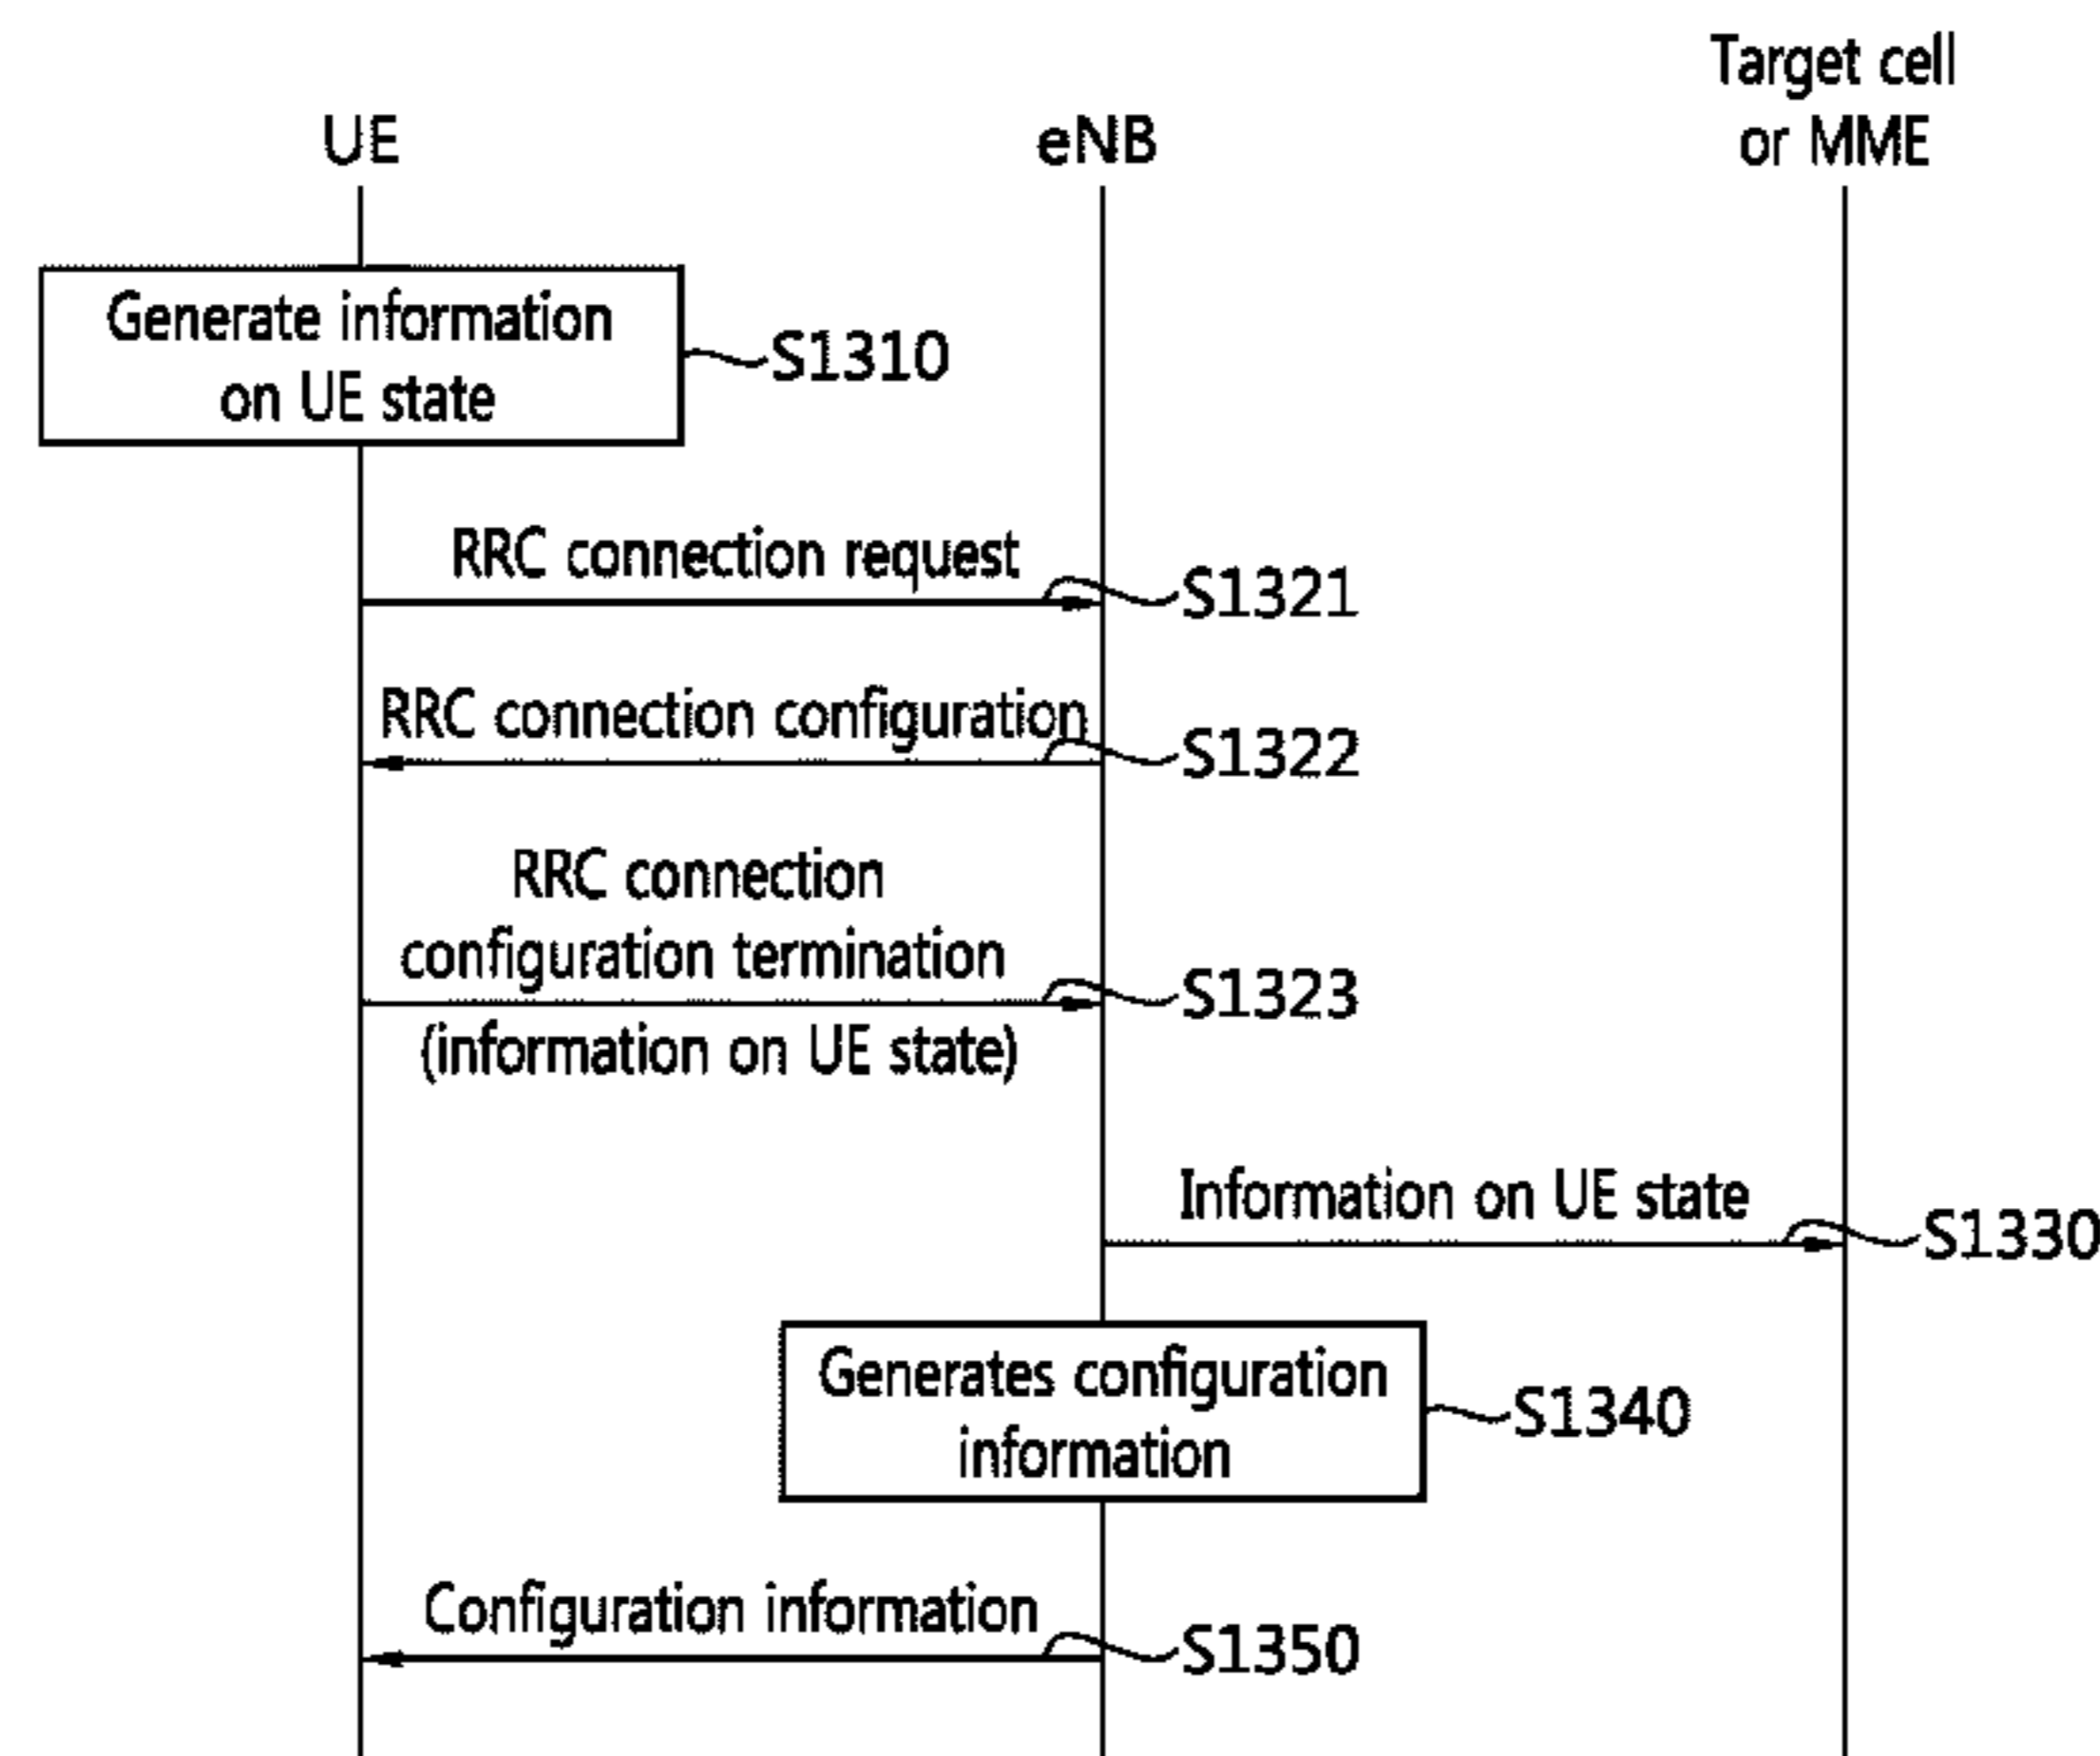 UE
eNB
Target cell
or MME
Generate information
on UE state
S1310
RRC connection request
S1321
RRC connection configuration
S1322
RRC connection
configuration termination
S1323
(information on UE state)
Information on UE state
S1330
Generates configuration
information
S1340
Configuration information
S1350